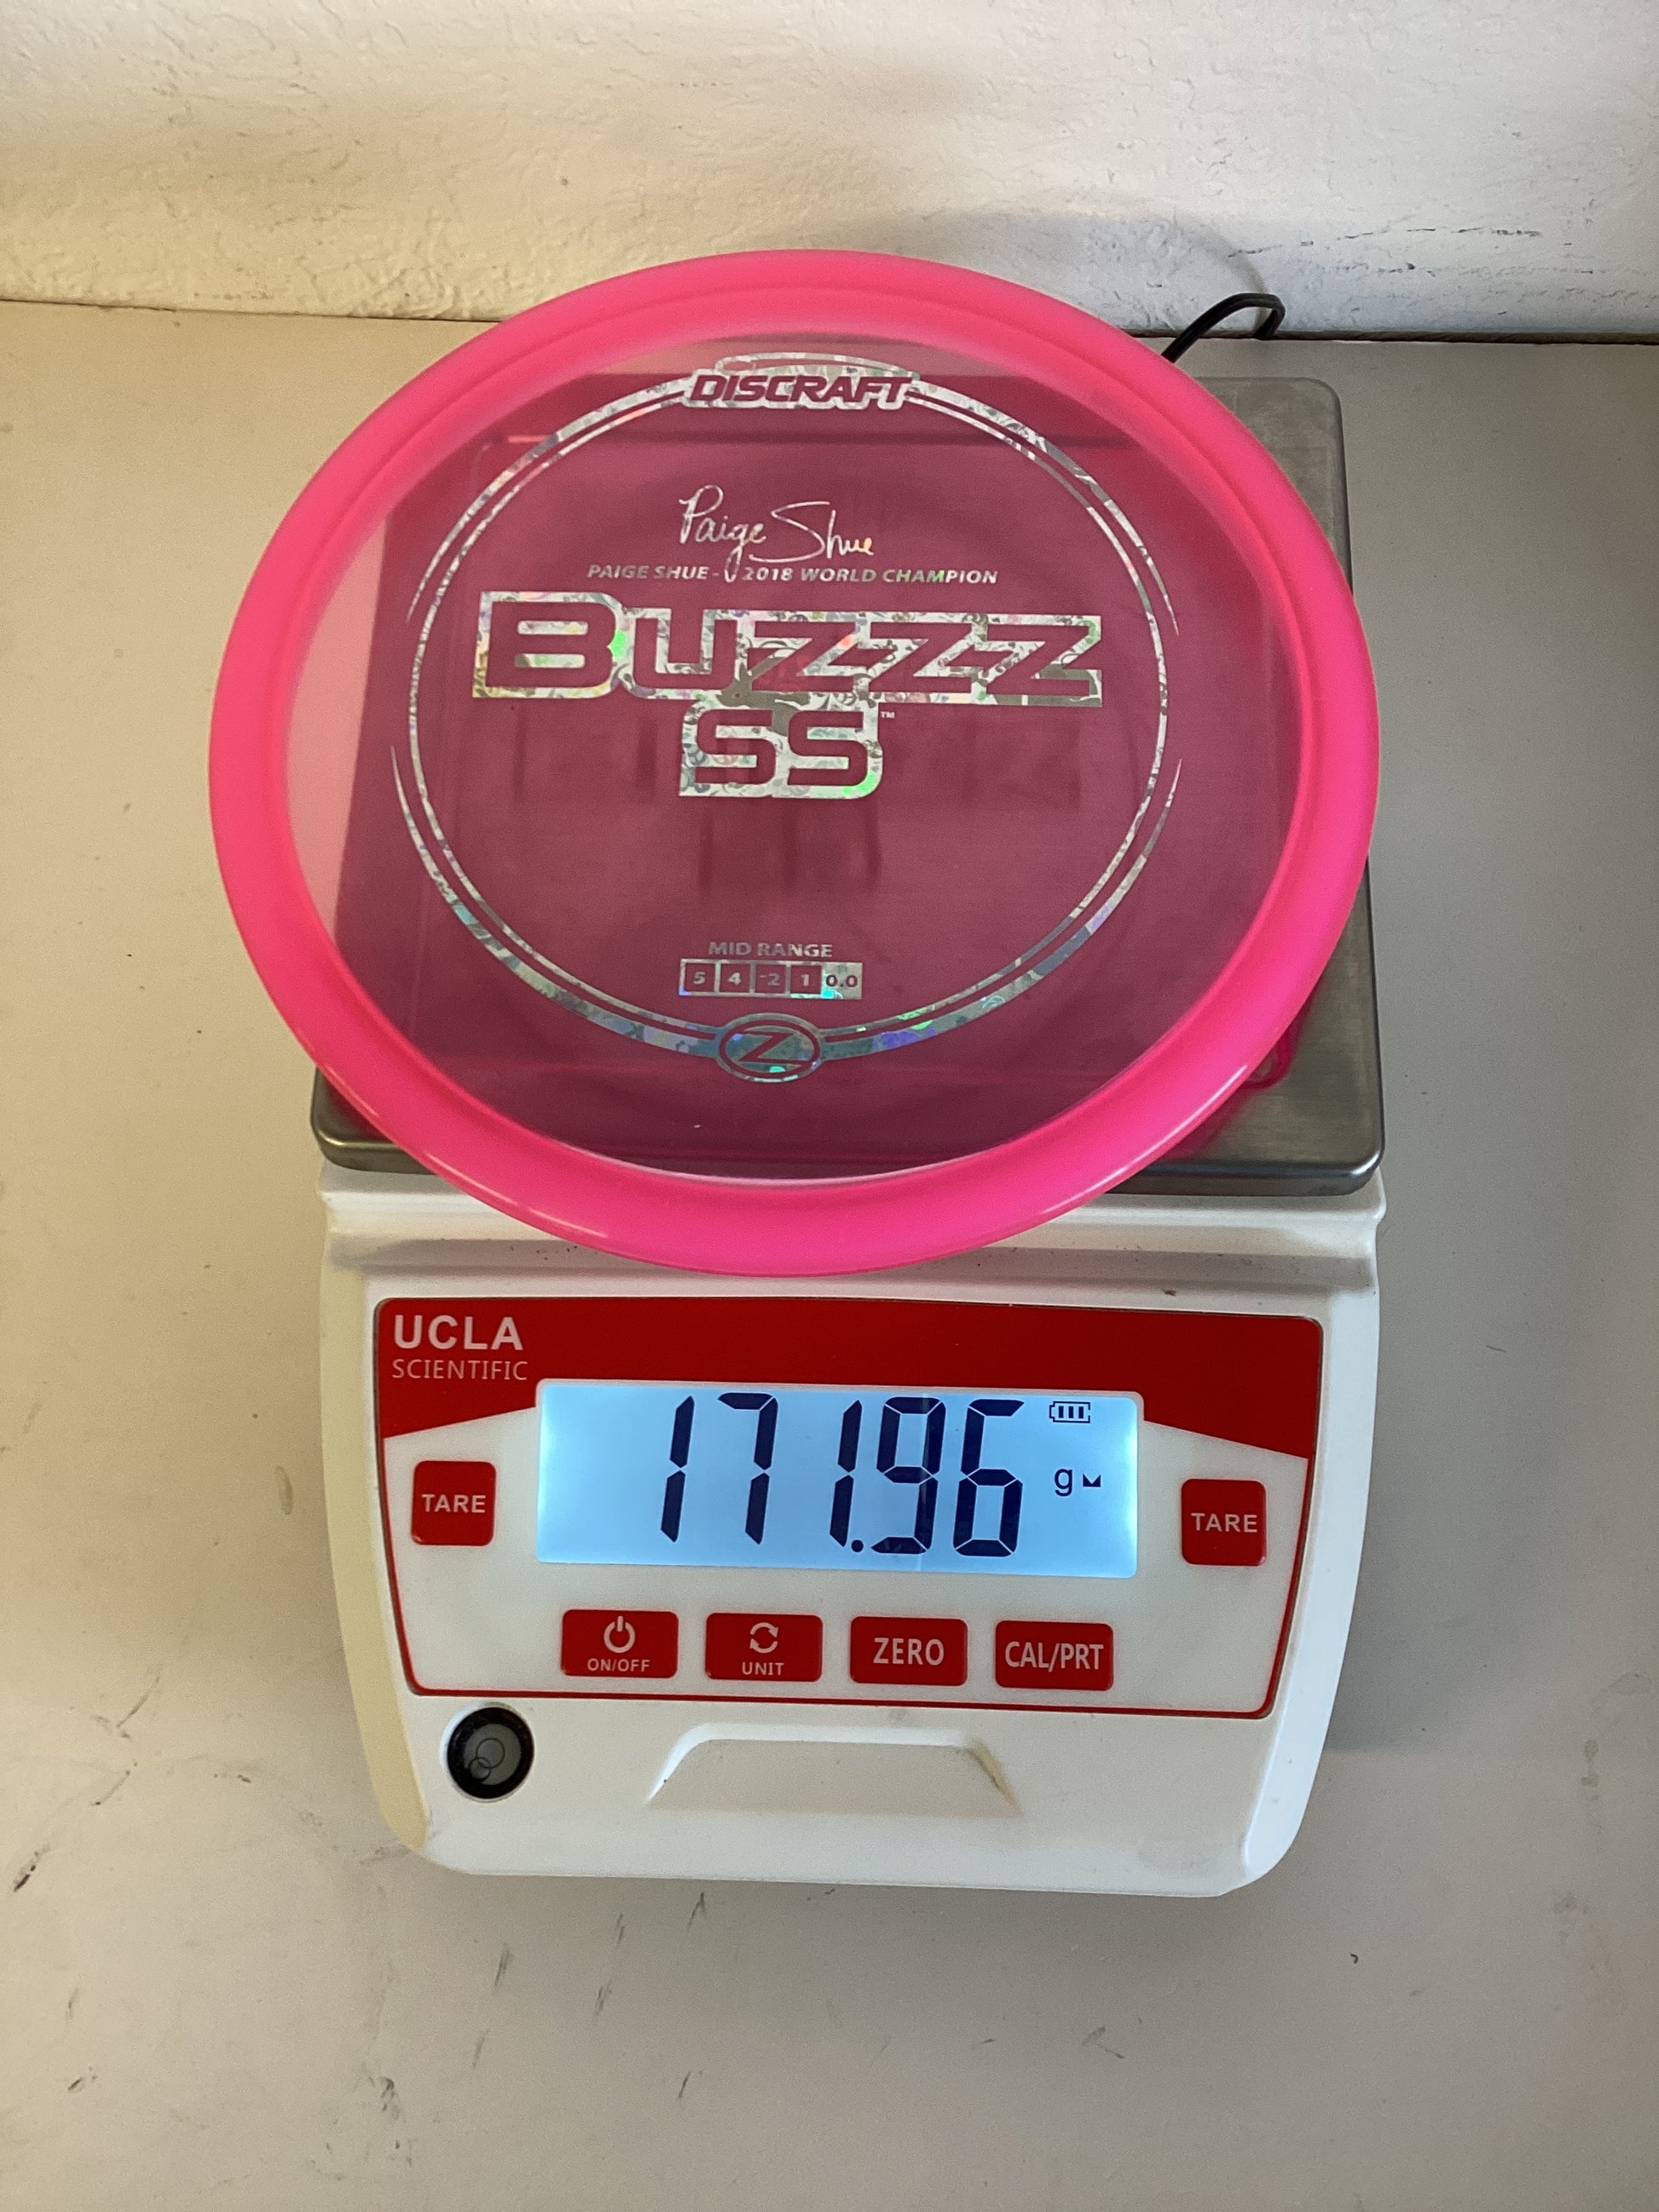 DISCRAFT
Paige Shue
PAIGE SHUE - 2018 WORLD CHAMPION
BUZZZ
SS™
MID RANGE
5 4 -2 1 0.0
Z
UCLA
SCIENTIFIC
171.96 g
TARE
TARE
ON/OFF
UNIT
ZERO
CAL/PRT